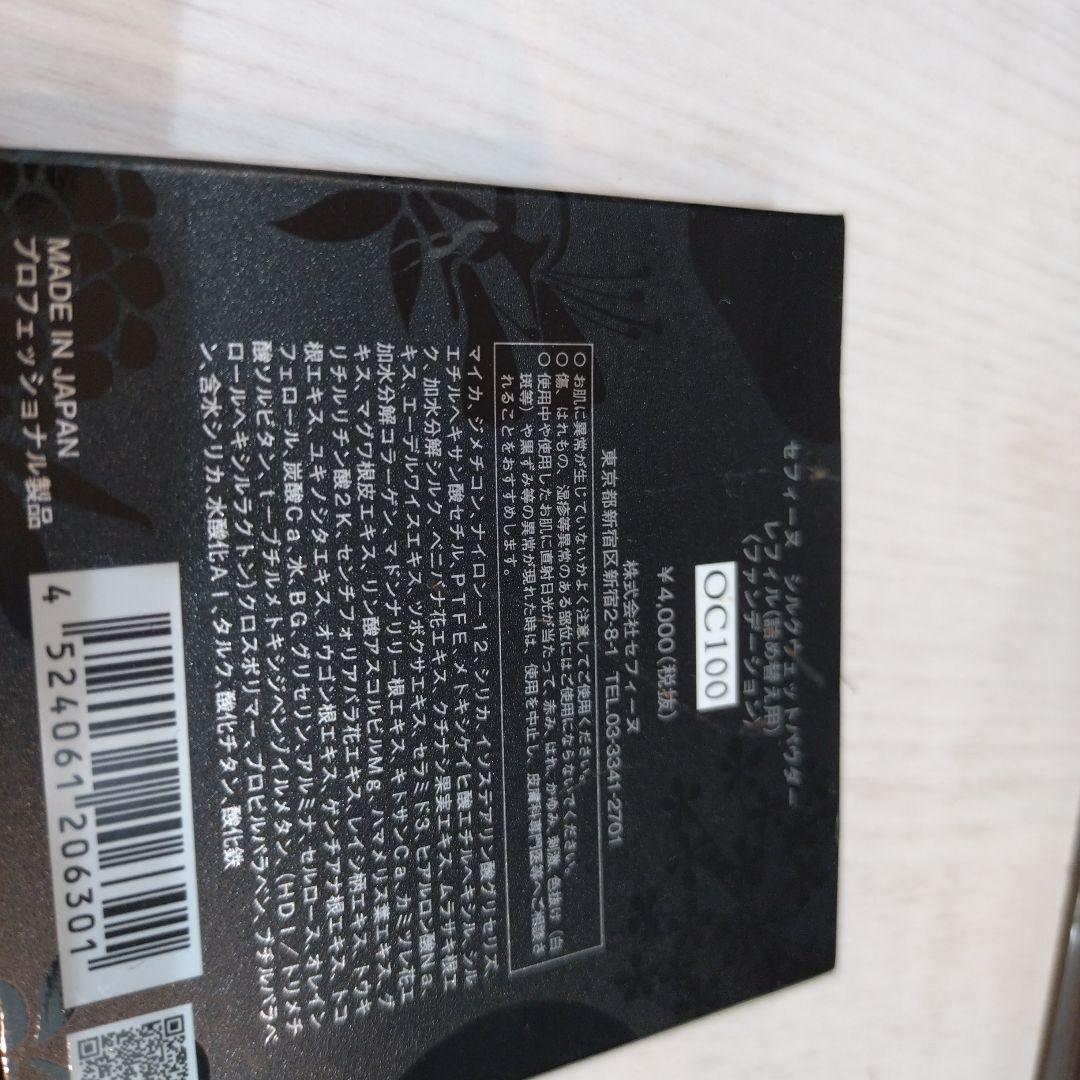 セフィーヌ シルクウェットパウダー
レフィル(詰め替え用)
〈ファンデーション〉
OC100
¥4,000(税抜)
株式会社セフィーヌ
東京都新宿区新宿2-8-1 TEL.03-3341-2701
○ お肌に異常が生じていないかよく注意してご使用ください。
○ 傷、はれもの、湿疹等異常のある部位にはご使用にならないでください。
○ 使用中や使用したお肌に直射日光が当たって、赤み、はれ、かゆみ、刺激、色抜け(白
斑等)や黒ずみ等の異常が現れた時は、使用を中止し、皮膚科専門医等へご相談さ
れることをおすすめします。
マイカ、ジメチコン、ナイロン-12、シリカ、イソステアリン酸グリセリズ、
エチルヘキサン酸セチル、PTFE、メトキシケイヒ酸エチルヘキシル、シル
ク、加水分解シルク、ベニバナ花エキス、クチナシ果実エキス、ムラサキ根エ
キス、エーデルワイスエキス、ツボクサエキス、セラミド3、ヒアルロン酸Na、
加水分解コラーゲン、マドンナリリー根エキス、キトサンCa、カミツレ花エ
キス、マグワ根皮エキス、リン酸アスコルビルMg、ハマメリス葉エキス、グ
リチルリチン酸2K、センチフォリアバラ花エキス、レイシ柄エキス、トウキ
根エキス、ユキノシタエキス、オウゴン根エキス、ゲンチアナ根エキス、トコ
フェロール、炭酸Ca、水、BG、グリセリン、アルミナ、セルロース、オレイン
酸ソルビタン、t-ブチルメトキシジベンゾイルメタン、(HDI/トリメチ
ロールヘキシルラクトン)クロスポリマー、プロピルパラベン、ブチルパラベ
ン、含水シリカ、水酸化Al、タルク、酸化チタン、酸化鉄
MADE IN JAPAN
プロフェッショナル製品
4 524061 206301